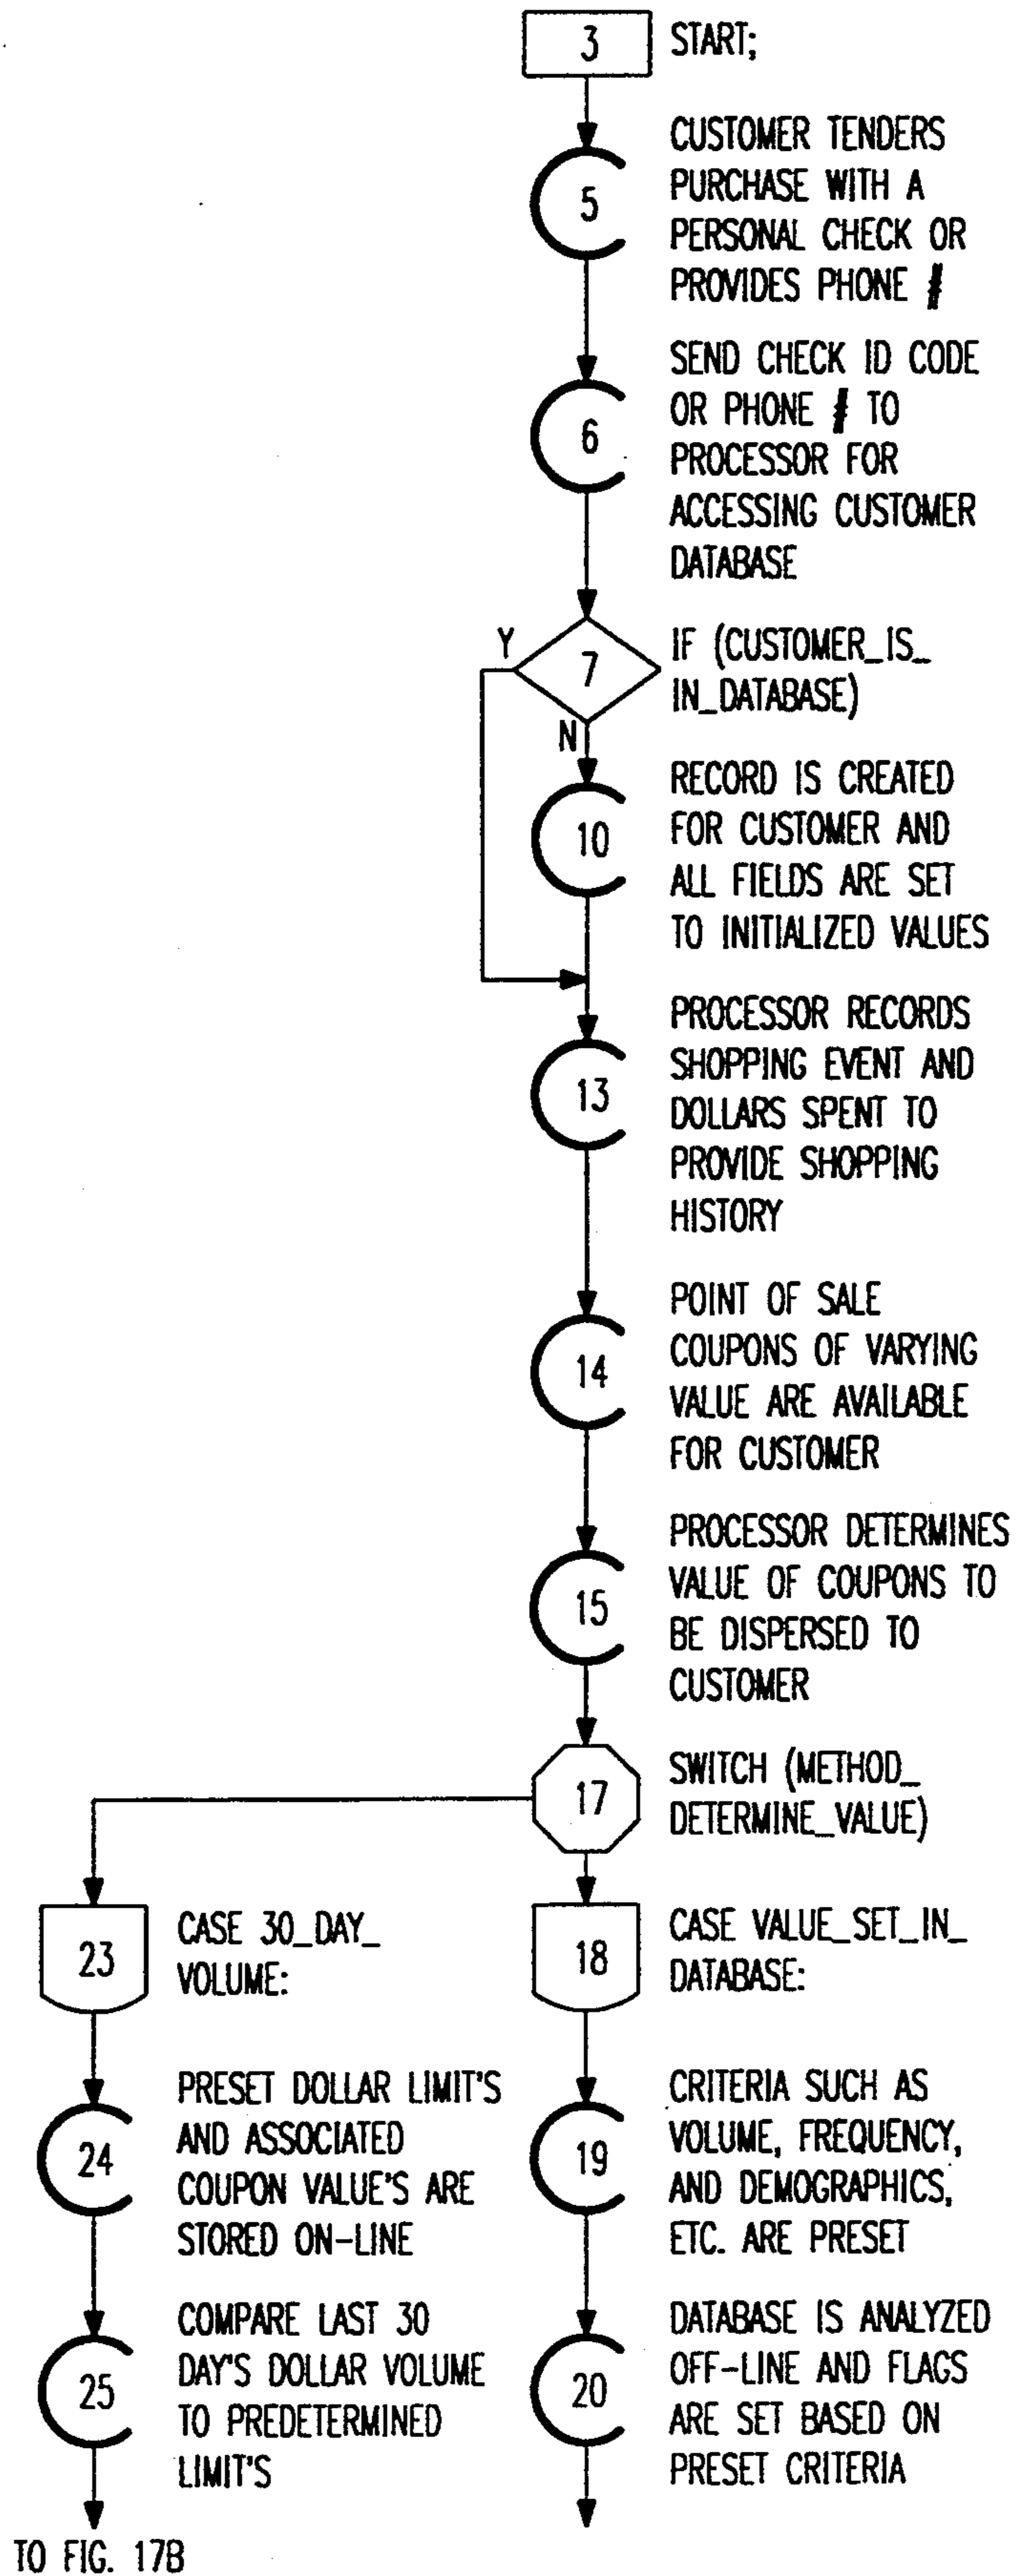 3 START;
CUSTOMER TENDERS
PURCHASE WITH A
5
PERSONAL CHECK OR
PROVIDES PHONE #
SEND CHECK ID CODE
OR PHONE # TO
6
PROCESSOR FOR
ACCESSING CUSTOMER
DATABASE
Y
7
IF (CUSTOMER_IS_
IN_DATABASE)
N
RECORD IS CREATED
10
FOR CUSTOMER AND
ALL FIELDS ARE SET
TO INITIALIZED VALUES
PROCESSOR RECORDS
SHOPPING EVENT AND
13
DOLLARS SPENT TO
PROVIDE SHOPPING
HISTORY
POINT OF SALE
COUPONS OF VARYING
14
VALUE ARE AVAILABLE
FOR CUSTOMER
PROCESSOR DETERMINES
VALUE OF COUPONS TO
15
BE DISPERSED TO
CUSTOMER
17
SWITCH (METHOD_
DETERMINE_VALUE)
23
CASE 30_DAY_
VOLUME:
18
CASE VALUE_SET_IN_
DATABASE:
24
PRESET DOLLAR LIMIT'S
AND ASSOCIATED
COUPON VALUE'S ARE
STORED ON-LINE
19
CRITERIA SUCH AS
VOLUME, FREQUENCY,
AND DEMOGRAPHICS,
ETC. ARE PRESET
25
COMPARE LAST 30
DAY'S DOLLAR VOLUME
TO PREDETERMINED
LIMIT'S
20
DATABASE IS ANALYZED
OFF-LINE AND FLAGS
ARE SET BASED ON
PRESET CRITERIA
TO FIG. 17B